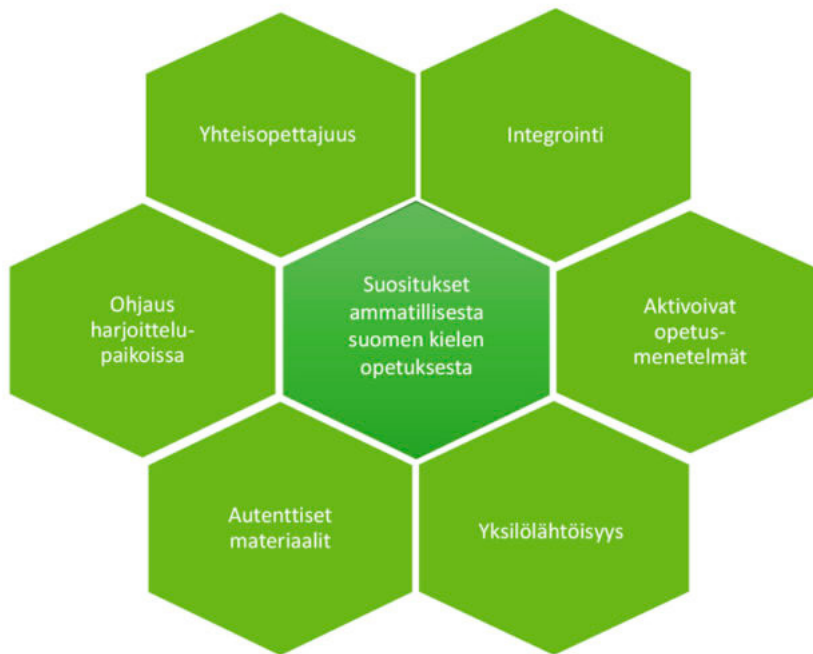 Yhteisopettajuus
Integrointi
Ohjaus
harjoittelu-
paikoissa
Suositukset
ammatillisesta
suomen kielen
opetuksesta
Aktivoivat
opetus-
menetelmät
Autenttiset
materiaalit
Yksilölähtöisyys